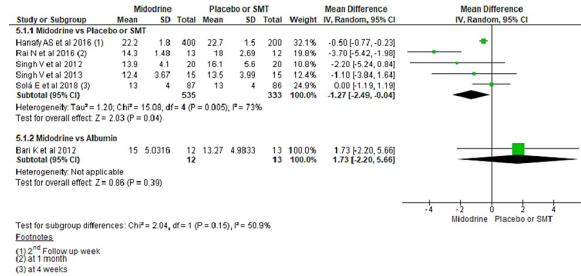 Midodrine Placebo or SMT Mean Difference Mean Difference
Study or Subgroup Mean SD Total Mean SD Total Weight IV, Random, 95% CI IV, Random, 95% CI
5.1.1 Midodrine vs Placebo or SMT
Hanafy AS et al 2016 (1) 22.2 1.8 400 22.7 1.5 200 32.1% -0.50 [-0.77, -0.23]
Rai N et al 2016 (2) 14.3 1.48 13 18 2.69 12 22.5% -3.70 [-5.42, -1.98]
Singh V et al 2012 13.9 4.1 20 16.1 5.6 20 11.9% -2.20 [-5.24, 0.84]
Singh V et al 2013 12.4 3.67 15 13.5 3.99 15 -1.10 [-3.84, 1.64]
Solá E et al 2018 (3) 13 4 87 13 4 86 24.9% 0.00 [-1.19, 1.19]
Subtotal (95% CI) 535 333 100.0% -1.27 [-2.49, -0.04]
Heterogeneity: Tau² = 1.20; Chi² = 15.08, df = 4 (P = 0.005); I² = 73%
Test for overall effect: Z = 2.03 (P = 0.04)
5.1.2 Midodrine vs Albumin
Bari K et al 2012 15 5.0316 12 13.27 4.9833 13 100.0% 1.73 [-2.20, 5.66]
Subtotal (95% CI) 12 13 100.0% 1.73 [-2.20, 5.66]
Heterogeneity: Not applicable
Test for overall effect: Z = 0.86 (P = 0.39)
-4 -2 0 2 4
Midodrine Placebo or SMT
Test for subgroup differences: Chi² = 2.04, df = 1 (P = 0.15), I² = 50.9%
Footnotes
(1) 2nd Follow up week
(2) at 1 month
(3) at 4 weeks